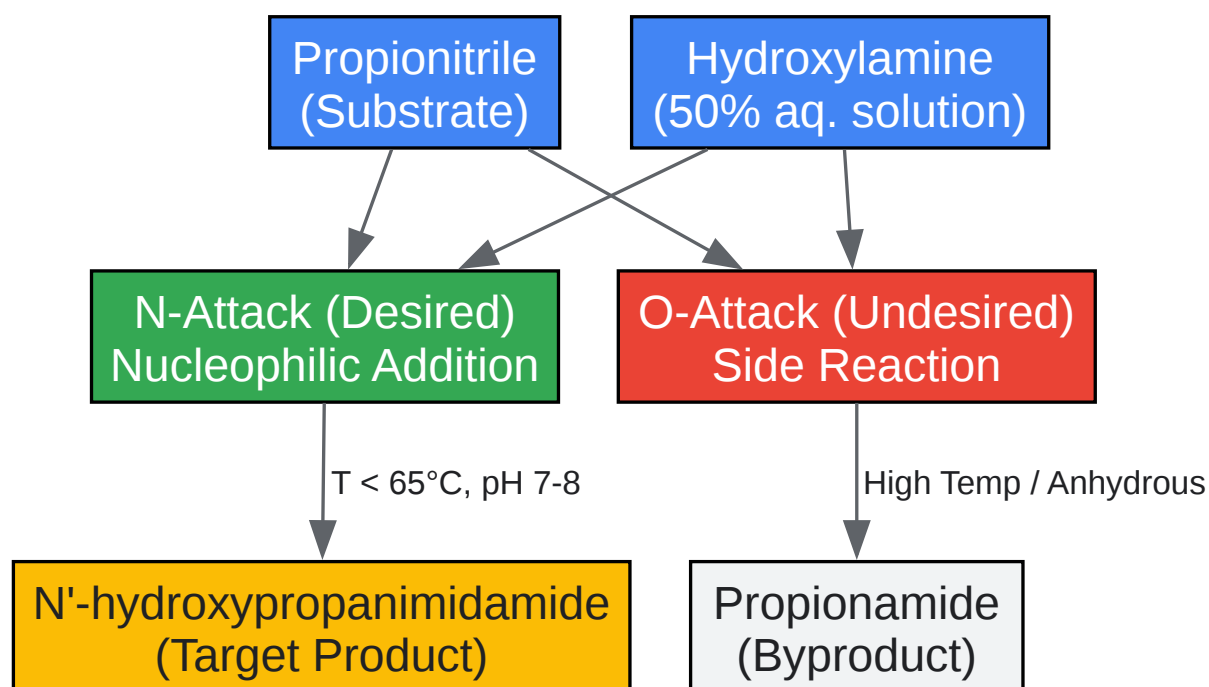 Propionitrile
(Substrate)
Hydroxylamine
(50% aq. solution)
N-Attack (Desired)
Nucleophilic Addition
O-Attack (Undesired)
Side Reaction
T < 65°C, pH 7-8
High Temp / Anhydrous
N'-hydroxypropanimidamide
(Target Product)
Propionamide
(Byproduct)